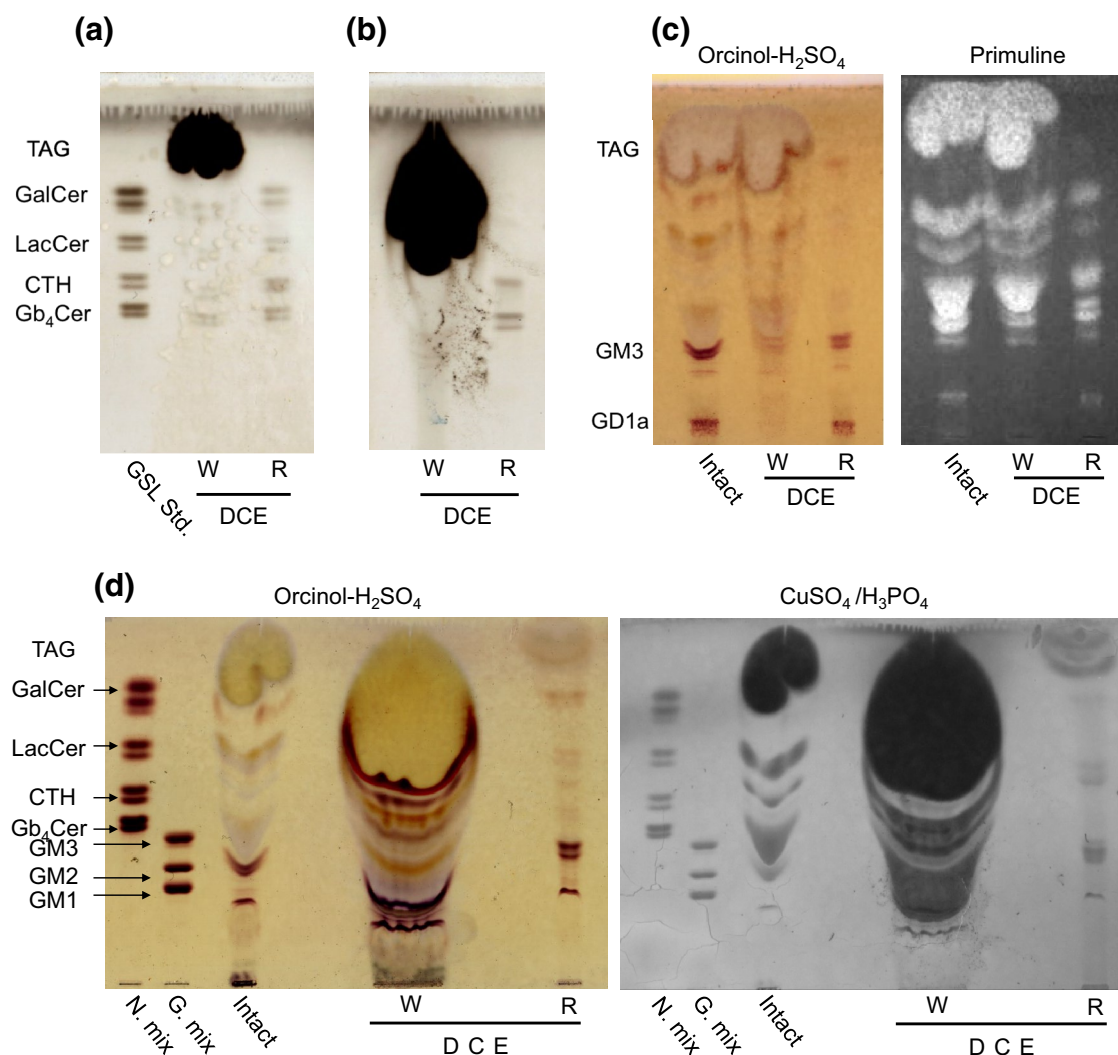 (a)
(b)
(c)
Orcinol-H₂SO₄
Primuline
TAG
GalCer
LacCer
CTH
Gb₄Cer
GSL Std.
W
R
DCE
W
R
DCE
TAG
GM3
GD1a
Intact
W
R
DCE
Intact
W
R
DCE
(d)
Orcinol-H₂SO₄
CuSO₄/H₃PO₄
TAG
GalCer
LacCer
CTH
Gb₄Cer
GM3
GM2
GM1
N. mix
G. mix
Intact
W
R
D C E
N. mix
G. mix
Intact
W
R
D C E